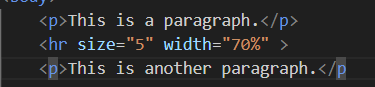 <p>This is a paragraph.</p>
<hr size="5" width="70%" >
<p>This is another paragraph.</p